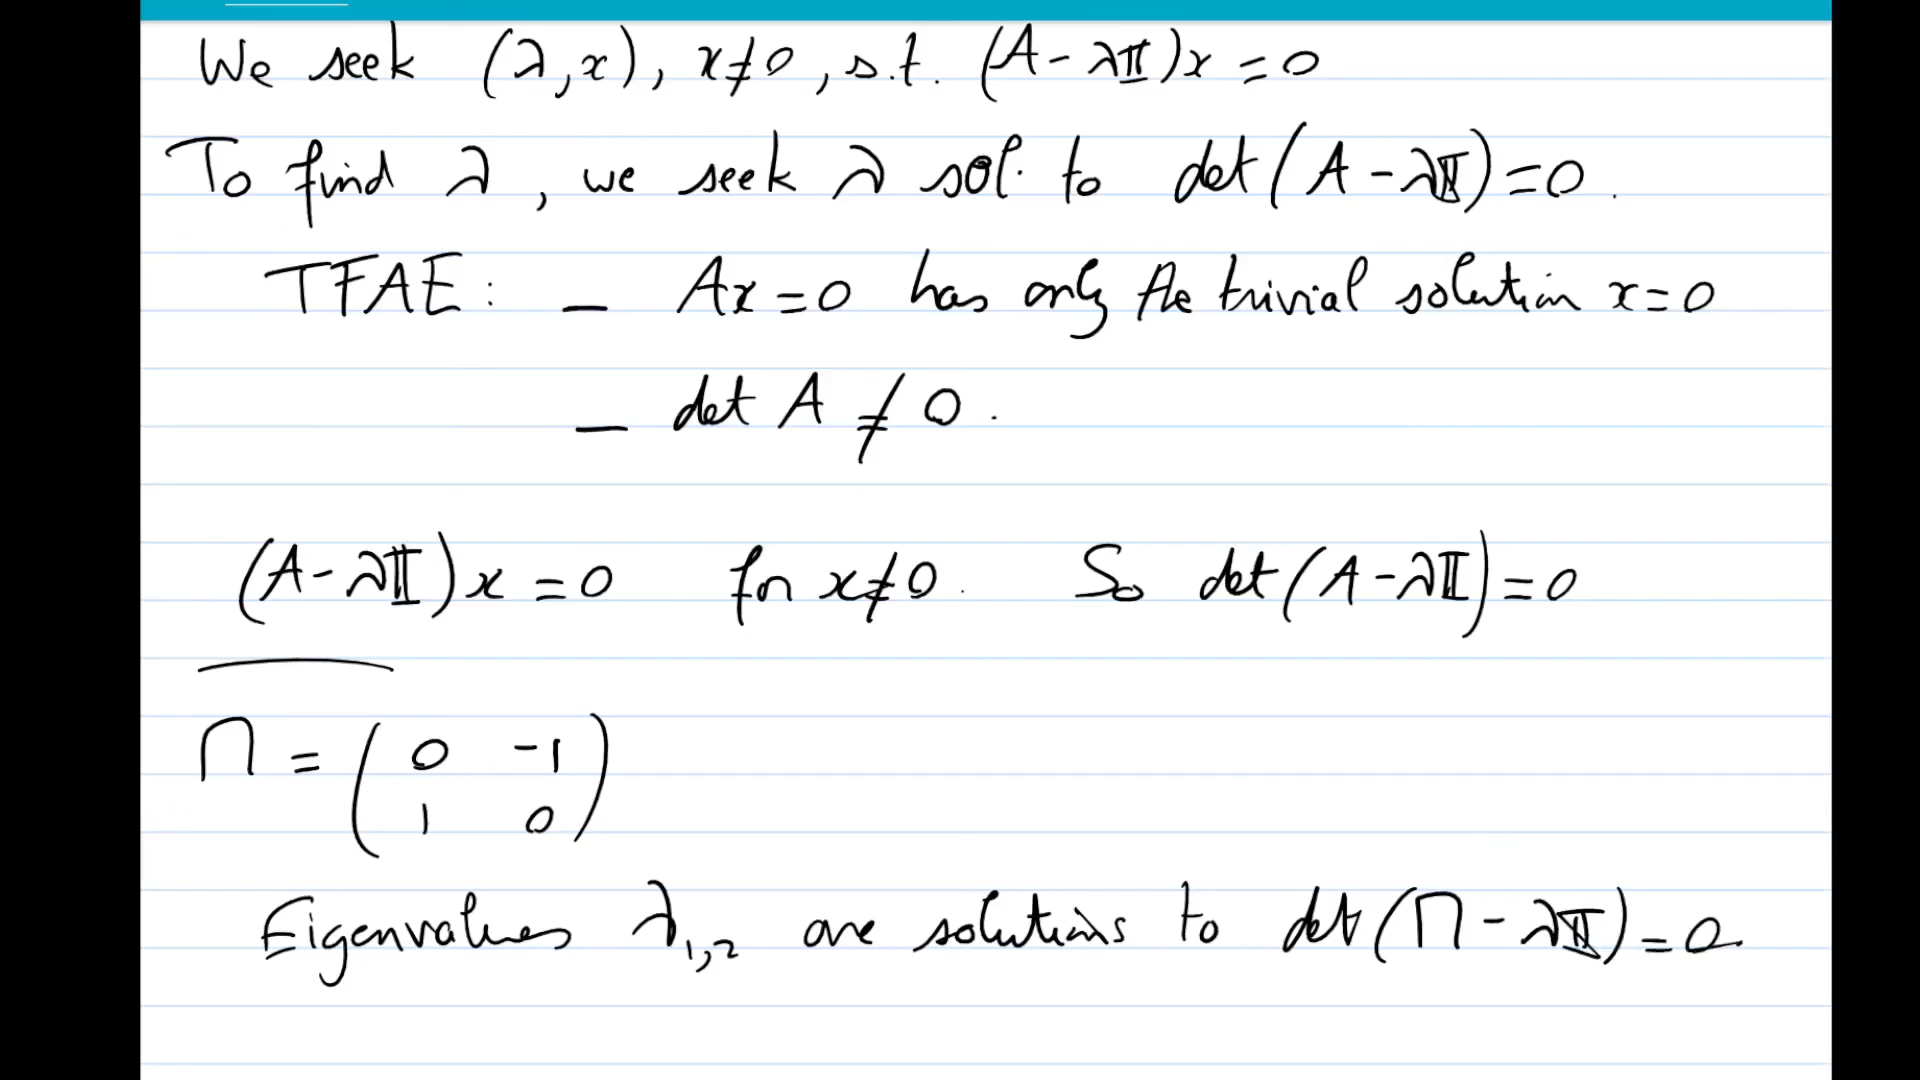 We seek (λ,x), x≠0, s.t. (A-λ𝕀)x=0
To find λ, we seek λ sol. to det(A-λ𝕀)=0.
TFAE: – Ax=0 has only the trivial solution x=0
– det A ≠ 0.
(A-λ𝕀)x=0 for x≠0. So det(A-λ𝕀)=0
M = ( 0 -1
1 0 )
Eigenvalues λ1,2 are solutions to det(M-λ𝕀)=0